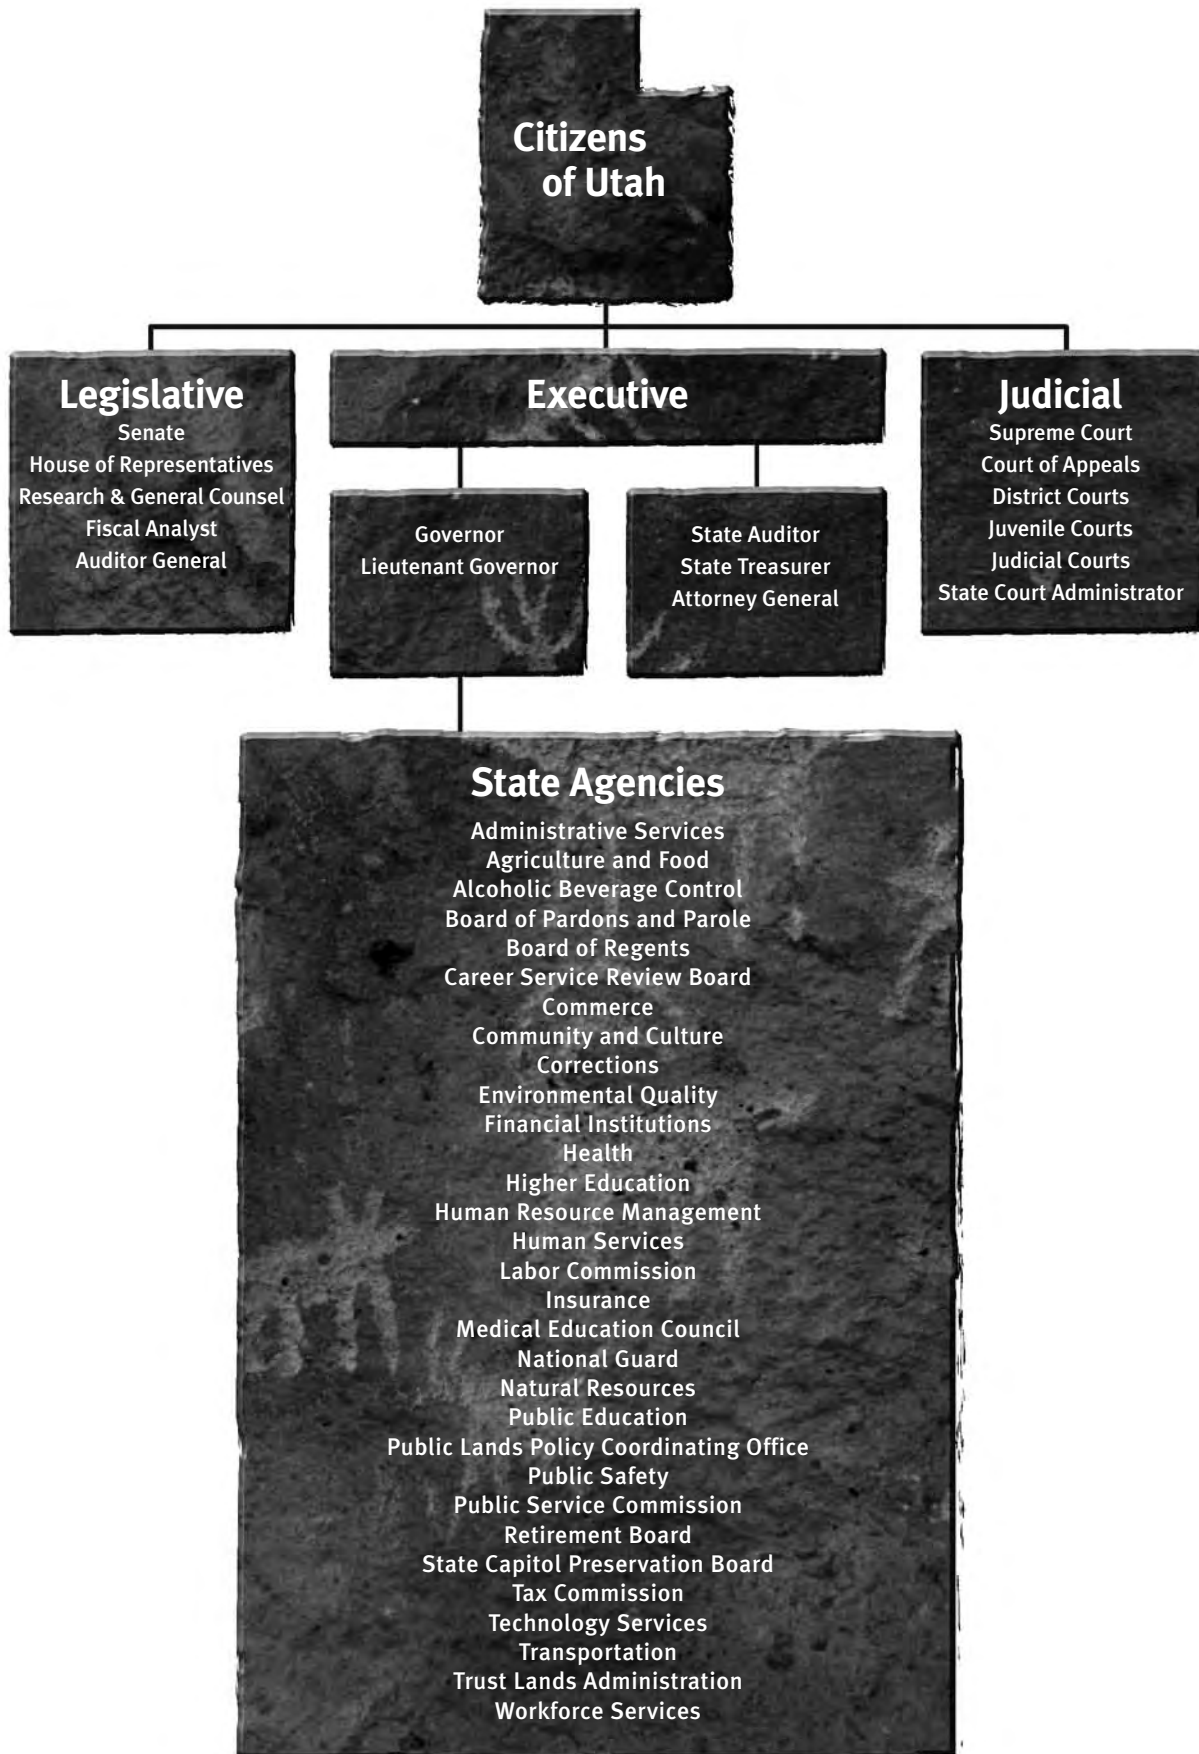 Citizens
of Utah
Legislative
Senate
House of Representatives
Research & General Counsel
Fiscal Analyst
Auditor General
Executive
Governor
Lieutenant Governor
State Auditor
State Treasurer
Attorney General
Judicial
Supreme Court
Court of Appeals
District Courts
Juvenile Courts
Judicial Courts
State Court Administrator
State Agencies
Administrative Services
Agriculture and Food
Alcoholic Beverage Control
Board of Pardons and Parole
Board of Regents
Career Service Review Board
Commerce
Community and Culture
Corrections
Environmental Quality
Financial Institutions
Health
Higher Education
Human Resource Management
Human Services
Labor Commission
Insurance
Medical Education Council
National Guard
Natural Resources
Public Education
Public Lands Policy Coordinating Office
Public Safety
Public Service Commission
Retirement Board
State Capitol Preservation Board
Tax Commission
Technology Services
Transportation
Trust Lands Administration
Workforce Services